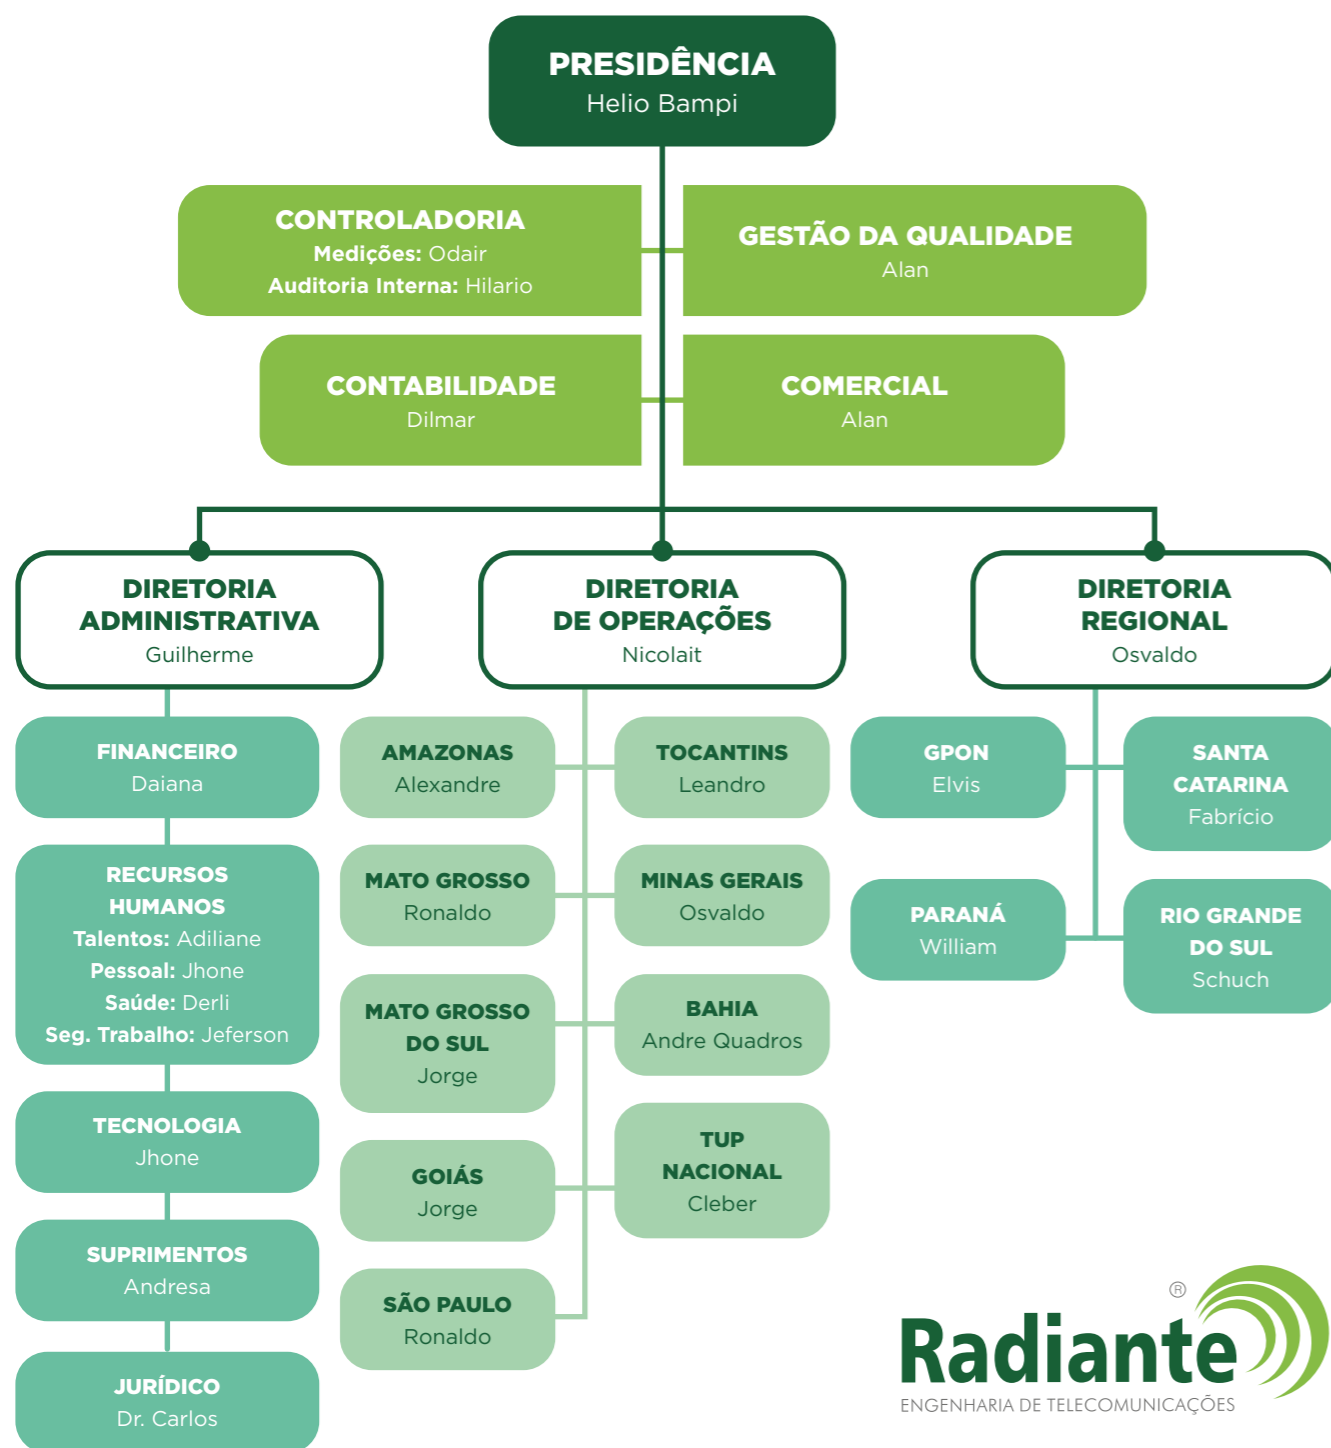 PRESIDÊNCIA
Helio Bampi
CONTROLADORIA
Medições: Odair
Auditoria Interna: Hilario
GESTÃO DA QUALIDADE
Alan
CONTABILIDADE
Dilmar
COMERCIAL
Alan
DIRETORIA
ADMINISTRATIVA
Guilherme
DIRETORIA
DE OPERAÇÕES
Nicolait
DIRETORIA
REGIONAL
Osvaldo
FINANCEIRO
Daiana
RECURSOS
HUMANOS
Talentos: Adiliane
Pessoal: Jhone
Saúde: Derli
Seg. Trabalho: Jeferson
TECNOLOGIA
Jhone
SUPRIMENTOS
Andresa
JURÍDICO
Dr. Carlos
AMAZONAS
Alexandre
TOCANTINS
Leandro
MATO GROSSO
Ronaldo
MINAS GERAIS
Osvaldo
MATO GROSSO
DO SUL
Jorge
BAHIA
Andre Quadros
GOIÁS
Jorge
TUP
NACIONAL
Cleber
SÃO PAULO
Ronaldo
GPON
Elvis
SANTA
CATARINA
Fabrício
PARANÁ
William
RIO GRANDE
DO SUL
Schuch
Radiante ®
ENGENHARIA DE TELECOMUNICAÇÕES